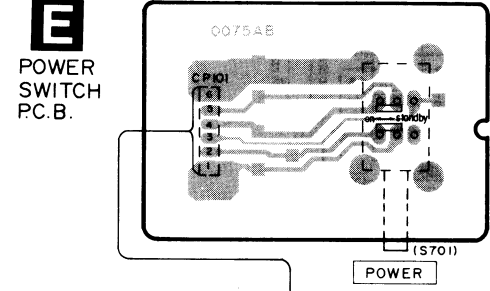 E
POWER
SWITCH
P.C.B.
0075AB
CP101
6
5
4
3
2
1
on standby
(S701)
POWER